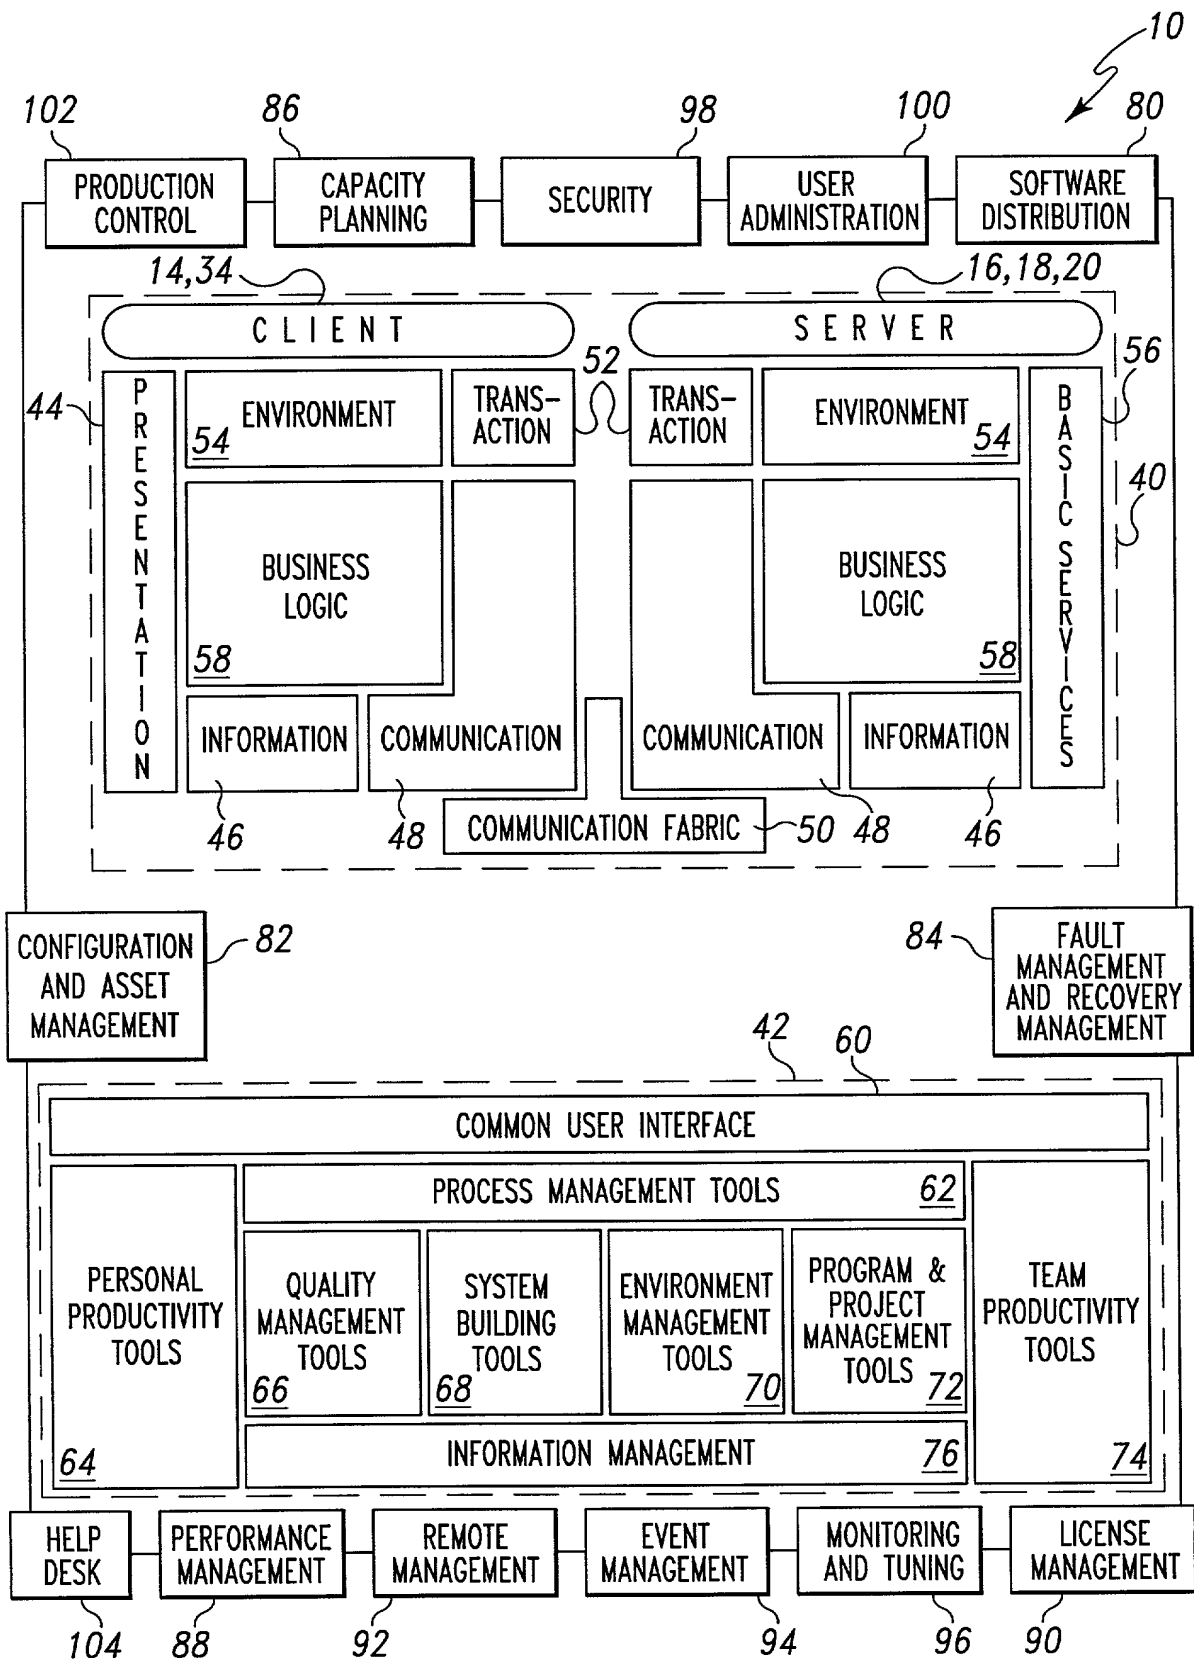 10
102
86
98
100
80
PRODUCTION
CONTROL
CAPACITY
PLANNING
SECURITY
USER
ADMINISTRATION
SOFTWARE
DISTRIBUTION
14,34
16,18,20
CLIENT
SERVER
52
56
44
PRESENTATION
ENVIRONMENT
54
TRANS-
ACTION
TRANS-
ACTION
ENVIRONMENT
54
BASIC SERVICES
40
BUSINESS
LOGIC
58
BUSINESS
LOGIC
58
INFORMATION
COMMUNICATION
COMMUNICATION
INFORMATION
46
48
COMMUNICATION FABRIC
50
48
46
CONFIGURATION
AND ASSET
MANAGEMENT
82
84
FAULT
MANAGEMENT
AND RECOVERY
MANAGEMENT
42
60
COMMON USER INTERFACE
PROCESS MANAGEMENT TOOLS
62
PERSONAL
PRODUCTIVITY
TOOLS
64
QUALITY
MANAGEMENT
TOOLS
66
SYSTEM
BUILDING
TOOLS
68
ENVIRONMENT
MANAGEMENT
TOOLS
70
PROGRAM &
PROJECT
MANAGEMENT
TOOLS
72
TEAM
PRODUCTIVITY
TOOLS
74
INFORMATION MANAGEMENT
76
HELP
DESK
PERFORMANCE
MANAGEMENT
REMOTE
MANAGEMENT
EVENT
MANAGEMENT
MONITORING
AND TUNING
LICENSE
MANAGEMENT
104
88
92
94
96
90